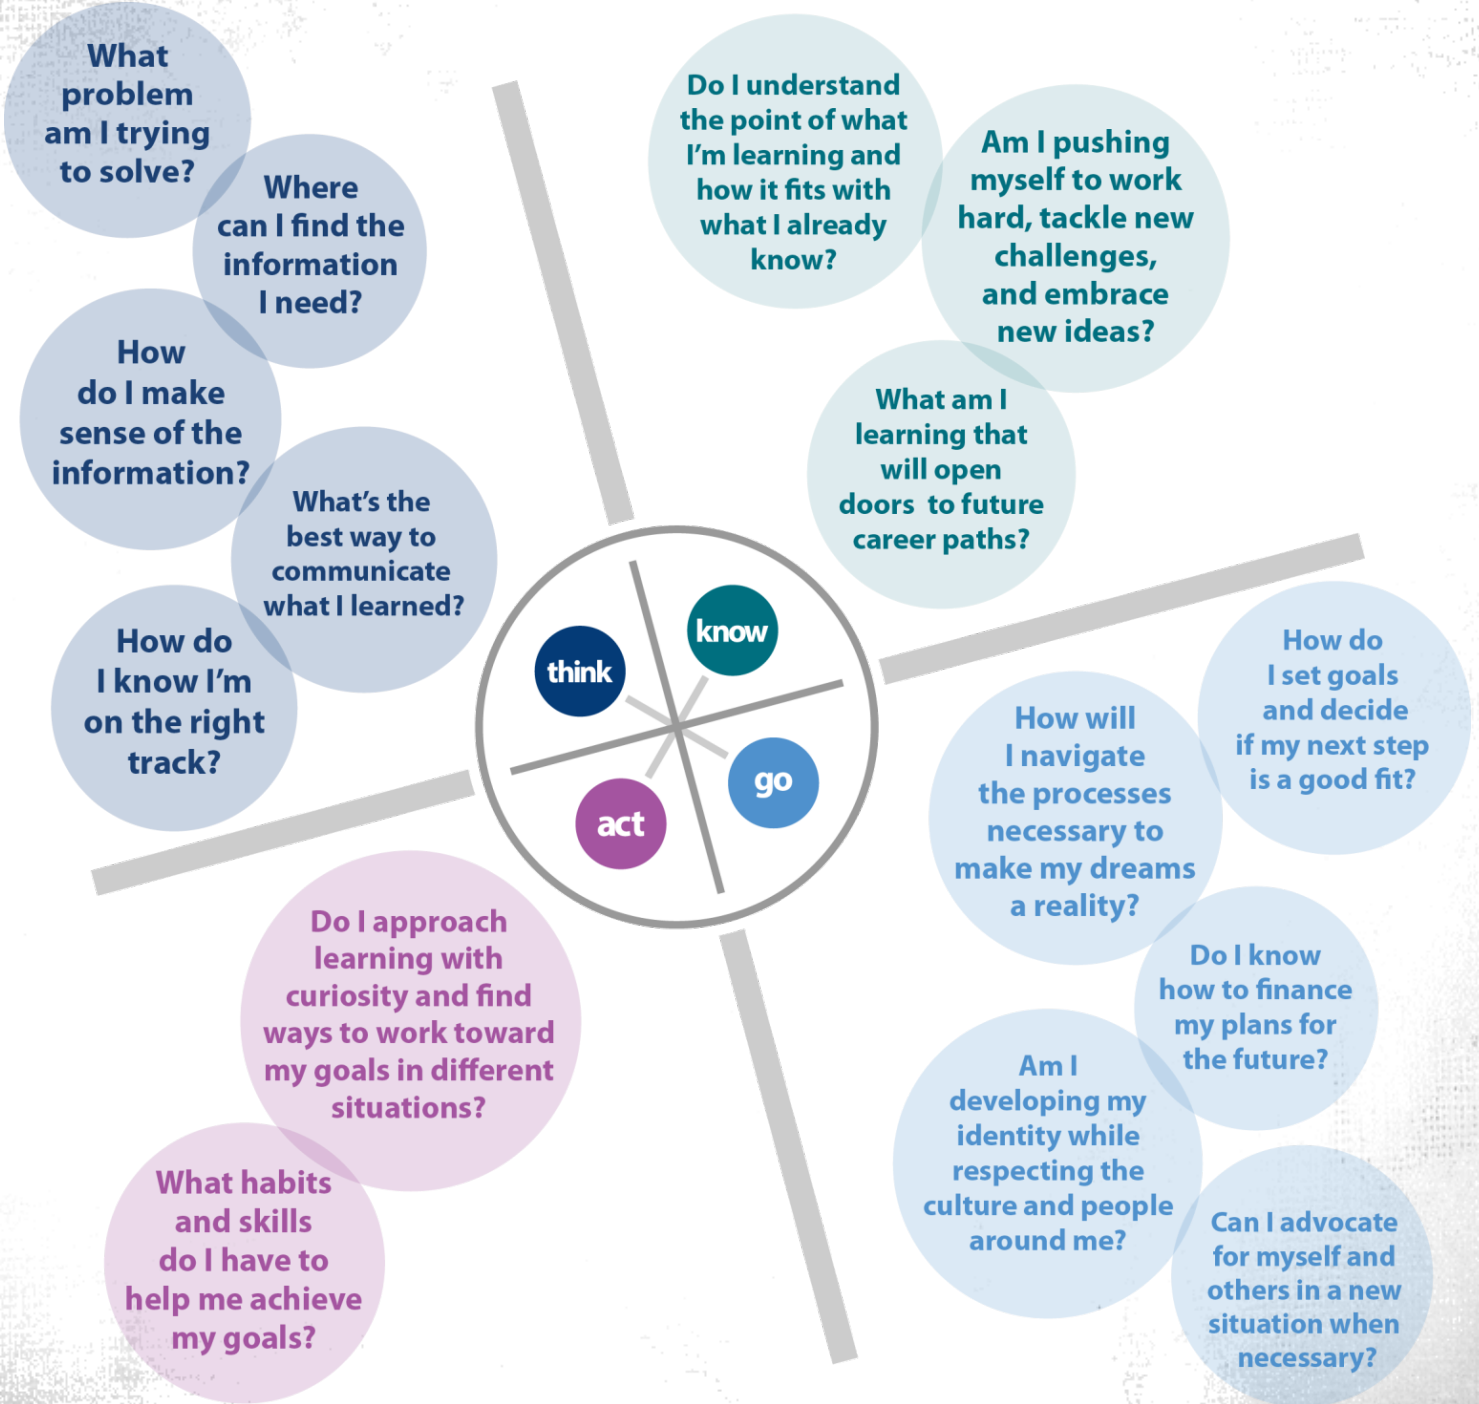 What
problem
am I trying
to solve?
Where
can I find the
information
I need?
How
do I make
sense of the
information?
What's the
best way to
communicate
what I learned?
How do
I know I'm
on the right
track?
Do I understand
the point of what
I'm learning and
how it fits with
what I already
know?
Am I pushing
myself to work
hard, tackle new
challenges,
and embrace
new ideas?
What am I
learning that
will open
doors to future
career paths?
think
know
act
go
How do
I set goals
and decide
if my next step
is a good fit?
How will
I navigate
the processes
necessary to
make my dreams
a reality?
Do I know
how to finance
my plans for
the future?
Am I
developing my
identity while
respecting the
culture and people
around me?
Can I advocate
for myself and
others in a new
situation when
necessary?
Do I approach
learning with
curiosity and find
ways to work toward
my goals in different
situations?
What habits
and skills
do I have to
help me achieve
my goals?